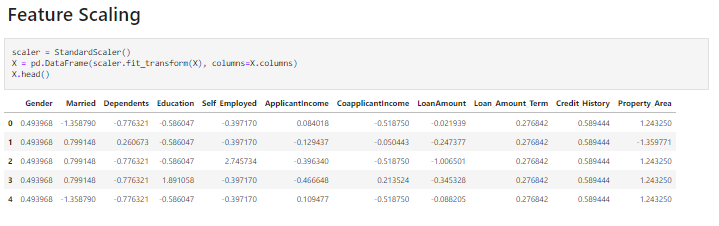 Feature Scaling
scaler = StandardScaler()
X = pd.DataFrame(scaler.fit_transform(X), columns=X.columns)
X.head()
Gender Married Dependents Education Self Employed ApplicantIncome CoapplicantIncome LoanAmount Loan Amount Term Credit History Property Area
0 0.493968 -1.358790 -0.776321 -0.586047 -0.397170 0.084018 -0.518750 -0.021939 0.276842 0.589444 1.243250
1 0.493968 0.799148 0.260673 -0.586047 -0.397170 -0.129437 -0.050443 -0.247377 0.276842 0.589444 -1.359771
2 0.493968 0.799148 -0.776321 -0.586047 2.745734 -0.396340 -0.518750 -1.006501 0.276842 0.589444 1.243250
3 0.493968 0.799148 -0.776321 1.891058 -0.397170 -0.466648 0.213524 -0.345328 0.276842 0.589444 1.243250
4 0.493968 -1.358790 -0.776321 -0.586047 -0.397170 0.109477 -0.518750 -0.088205 0.276842 0.589444 1.243250